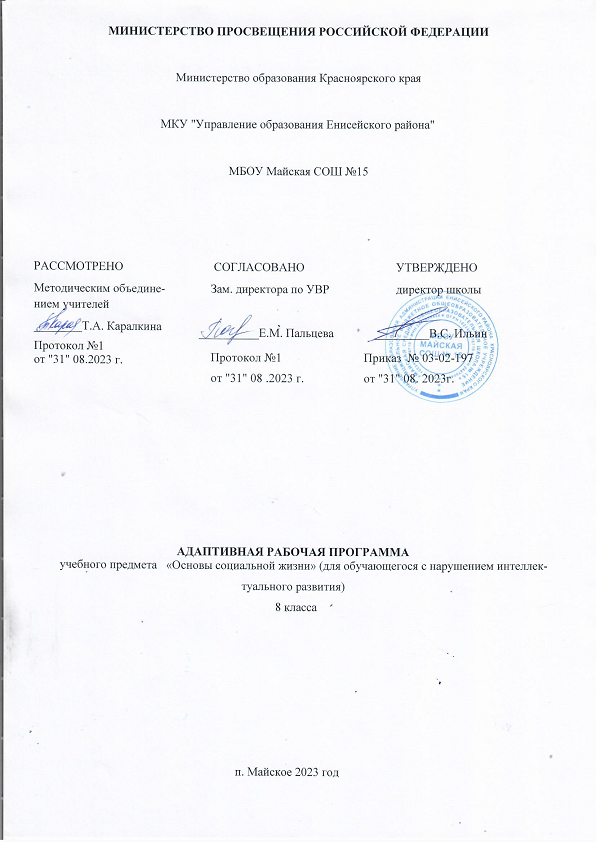 МИНИСТЕРСТВО ПРОСВЕЩЕНИЯ РОССИЙСКОЙ ФЕДЕРАЦИИ
Министерство образования Красноярского края
МКУ "Управление образования Енисейского района"
МБОУ Майская СОШ №15
РАССМОТРЕНО
Методическим объедине-
нием учителей
Т.А. Каралкина
Протокол №1
от "31" 08.2023 г.
СОГЛАСОВАНО
Зам. директора по УВР
Е.М. Пальцева
Протокол №1
от "31" 08 .2023 г.
УТВЕРЖДЕНО
директор школы
В.С. Ильин
Приказ № 03-02-197
от "31" 08. 2023г.
МАЙСКАЯ
АДАПТИВНАЯ РАБОЧАЯ ПРОГРАММА
учебного предмета «Основы социальной жизни» (для обучающегося с нарушением интеллек-
туального развития)
8 класса
п. Майское 2023 год